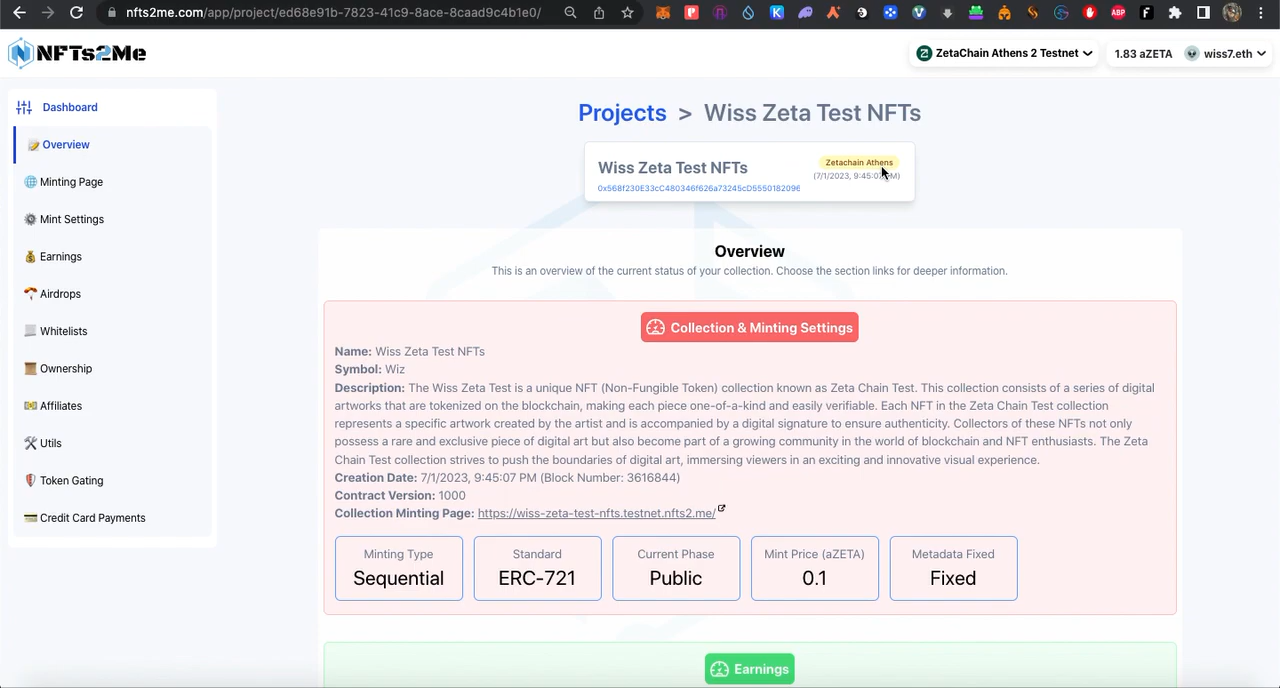 nfts2me.com/app/project/ed68e91b-7823-41c9-8ace-8caad9c4b1e0/
NFTs2Me
ZetaChain Athens 2 Testnet
1.83 aZETA
wiss7.eth
Dashboard
Overview
Minting Page
Mint Settings
Earnings
Airdrops
Whitelists
Ownership
Affiliates
Utils
Token Gating
Credit Card Payments
Projects > Wiss Zeta Test NFTs
Wiss Zeta Test NFTs
Zetachain Athens
(7/1/2023, 9:45:07 PM)
0x568f230E33cC480346f626a73245cD5550182096
Overview
This is an overview of the current status of your collection. Choose the section links for deeper information.
Collection & Minting Settings
Name: Wiss Zeta Test NFTs
Symbol: Wiz
Description: The Wiss Zeta Test is a unique NFT (Non-Fungible Token) collection known as Zeta Chain Test. This collection consists of a series of digital
artworks that are tokenized on the blockchain, making each piece one-of-a-kind and easily verifiable. Each NFT in the Zeta Chain Test collection
represents a specific artwork created by the artist and is accompanied by a digital signature to ensure authenticity. Collectors of these NFTs not only
possess a rare and exclusive piece of digital art but also become part of a growing community in the world of blockchain and NFT enthusiasts. The Zeta
Chain Test collection strives to push the boundaries of digital art, immersing viewers in an exciting and innovative visual experience.
Creation Date: 7/1/2023, 9:45:07 PM (Block Number: 3616844)
Contract Version: 1000
Collection Minting Page: https://wiss-zeta-test-nfts.testnet.nfts2.me/
Minting Type
Sequential
Standard
ERC-721
Current Phase
Public
Mint Price (aZETA)
0.1
Metadata Fixed
Fixed
Earnings